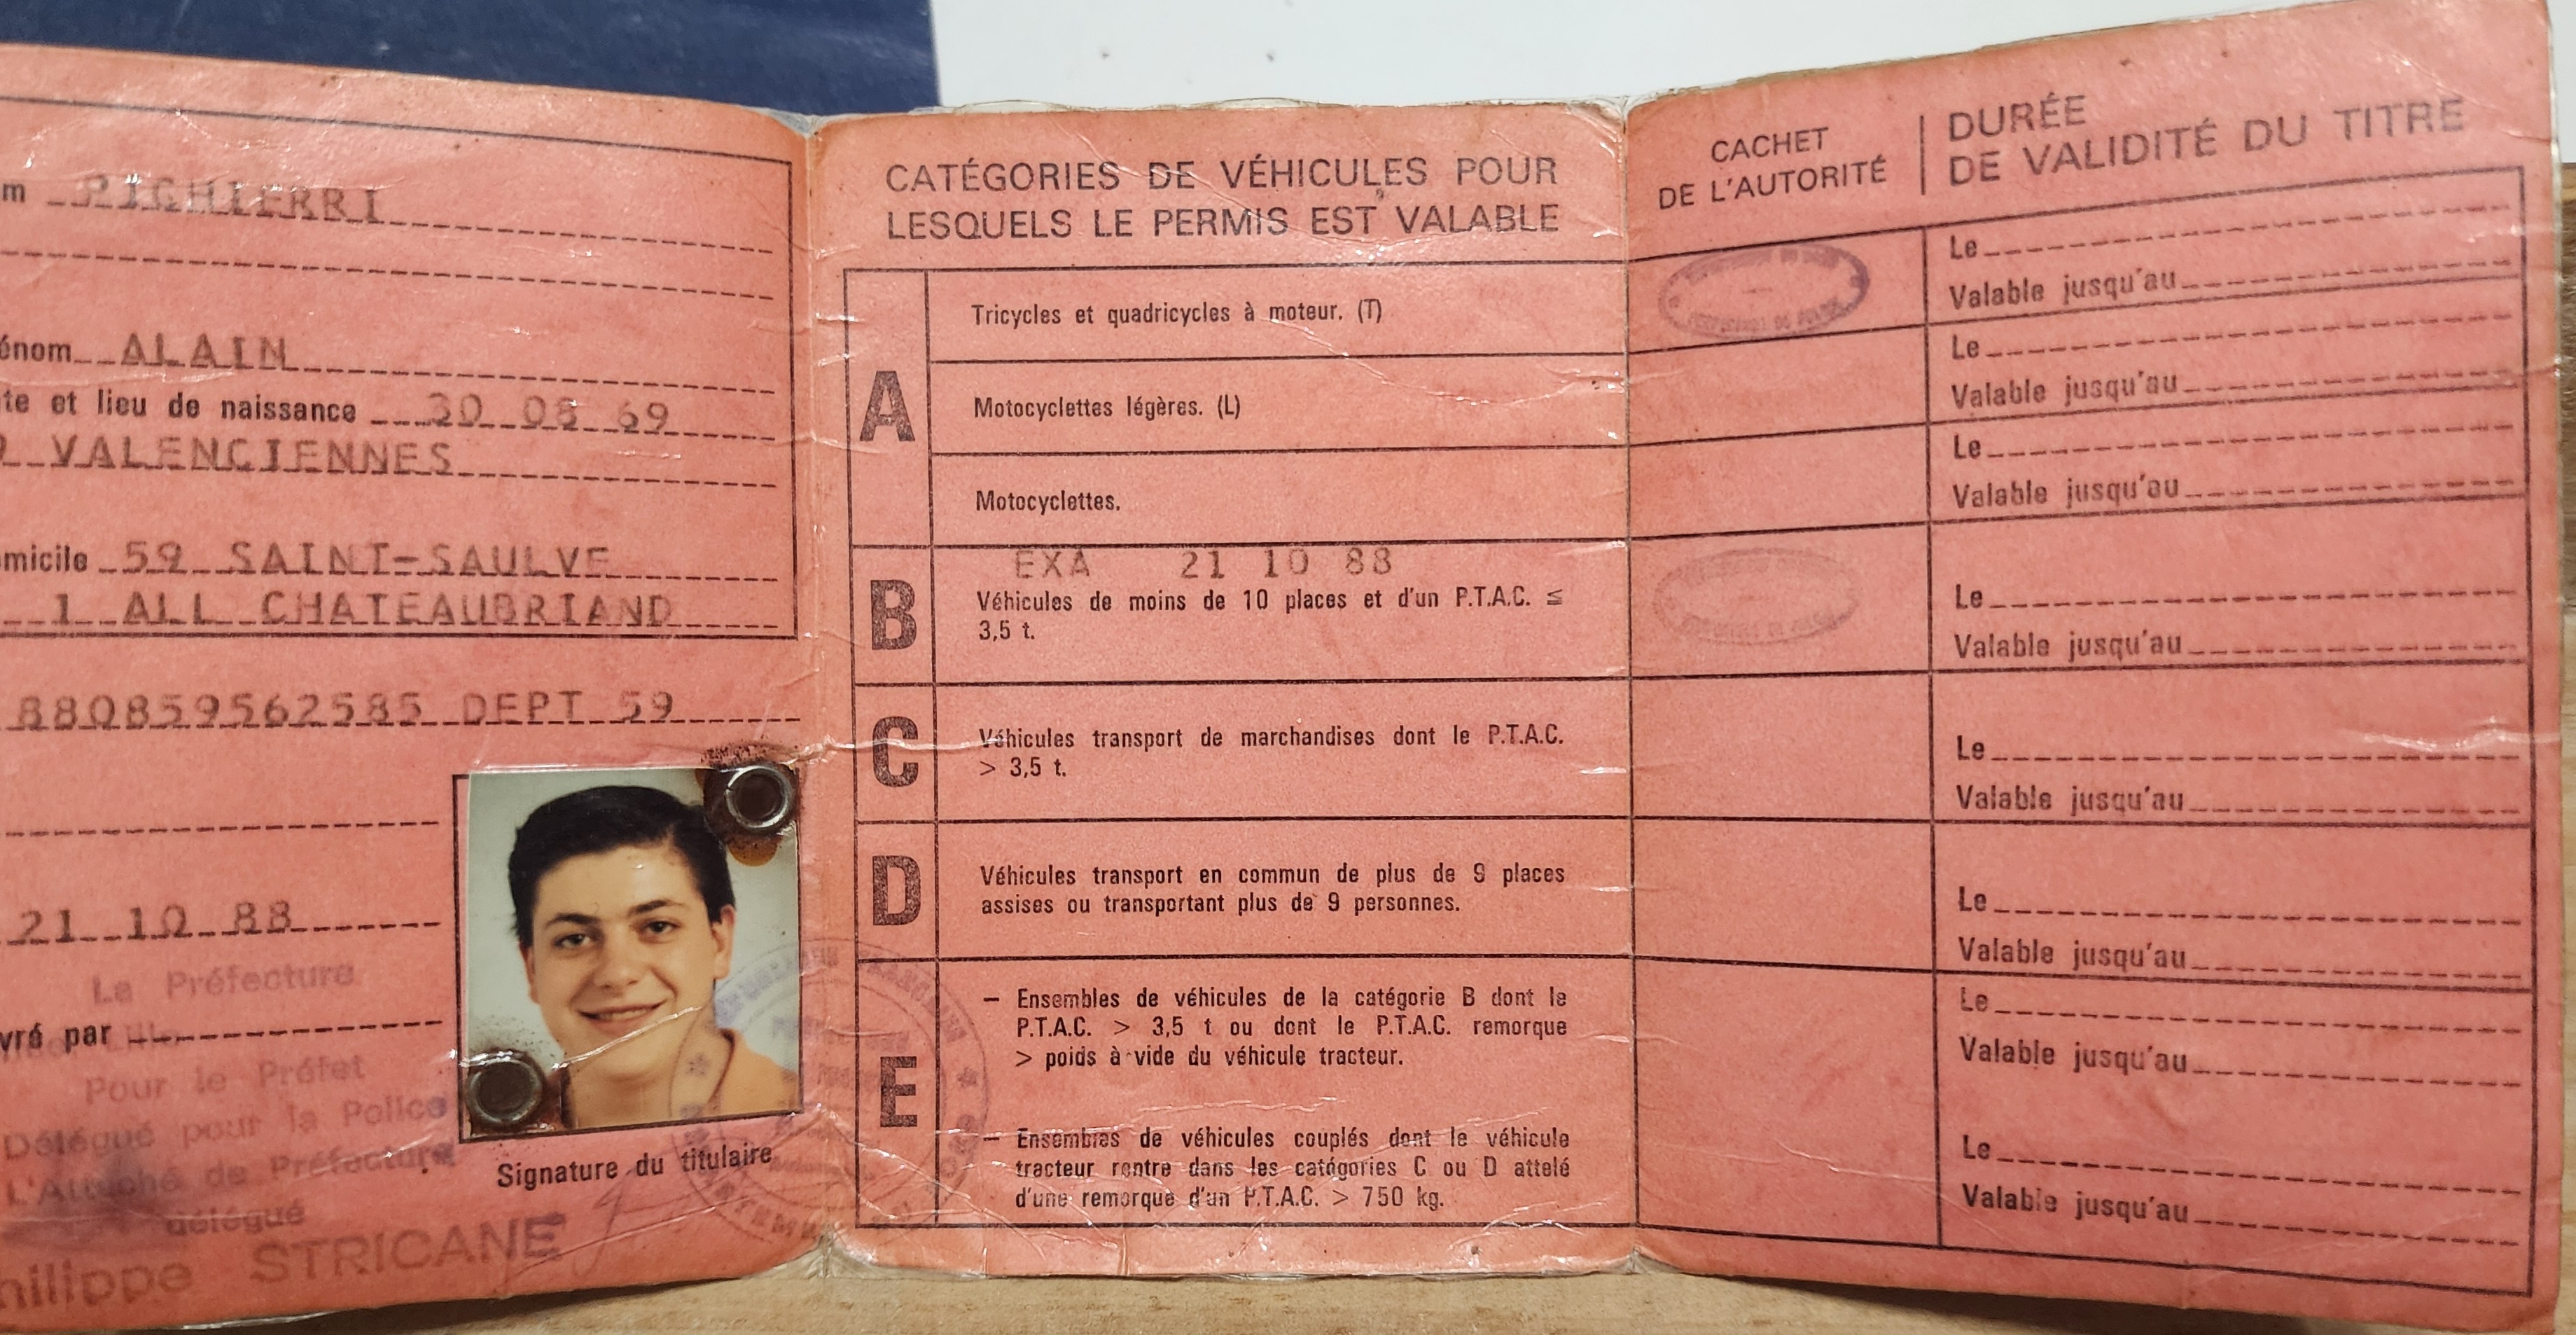 m PICHIERRI
énom ALAIN
te et lieu de naissance 30 08 69
9 VALENCIENNES
micile 59 SAINT-SAULVE
1 ALL CHATEAUBRIAND
880859562585 DEPT 59
21 10 88
Le Préfecture
vré par
Pour le Préfet
Délégué pour la Police
L'Attaché de Préfecture
délégué
hilippe STRICANE
Signature du titulaire
CATÉGORIES DE VÉHICULES POUR
LESQUELS LE PERMIS EST VALABLE
A
Tricycles et quadricycles à moteur. (T)
Motocyclettes légères. (L)
Motocyclettes.
B
EXA 21 10 88
Véhicules de moins de 10 places et d'un P.T.A.C. ≤
3,5 t.
C
Véhicules transport de marchandises dont le P.T.A.C.
> 3,5 t.
D
Véhicules transport en commun de plus de 9 places
assises ou transportant plus de 9 personnes.
E
– Ensembles de véhicules de la catégorie B dont le
P.T.A.C. > 3,5 t ou dont le P.T.A.C. remorque
> poids à vide du véhicule tracteur.
– Ensembles de véhicules couplés dont le véhicule
tracteur rentre dans les catégories C ou D attelé
d'une remorque d'un P.T.A.C. > 750 kg.
CACHET
DE L'AUTORITÉ
DURÉE
DE VALIDITÉ DU TITRE
Le
Valable jusqu'au
Le
Valable jusqu'au
Le
Valable jusqu'au
Le
Valable jusqu'au
Le
Valable jusqu'au
Le
Valable jusqu'au
Le
Valable jusqu'au
Le
Valable jusqu'au